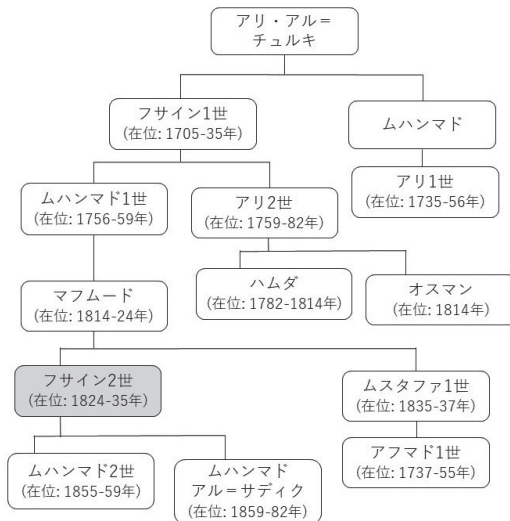 アリ・アル＝
チュルキ
フサイン1世
(在位: 1705-35年)
ムハンマド
ムハンマド1世
(在位: 1756-59年)
アリ2世
(在位: 1759-82年)
アリ1世
(在位: 1735-56年)
マフムード
(在位: 1814-24年)
ハムダ
(在位: 1782-1814年)
オスマン
(在位: 1814年)
フサイン2世
(在位: 1824-35年)
ムスタファ1世
(在位: 1835-37年)
アフマド1世
(在位: 1737-55年)
ムハンマド2世
(在位: 1855-59年)
ムハンマド
アル＝サディク
(在位: 1859-82年)